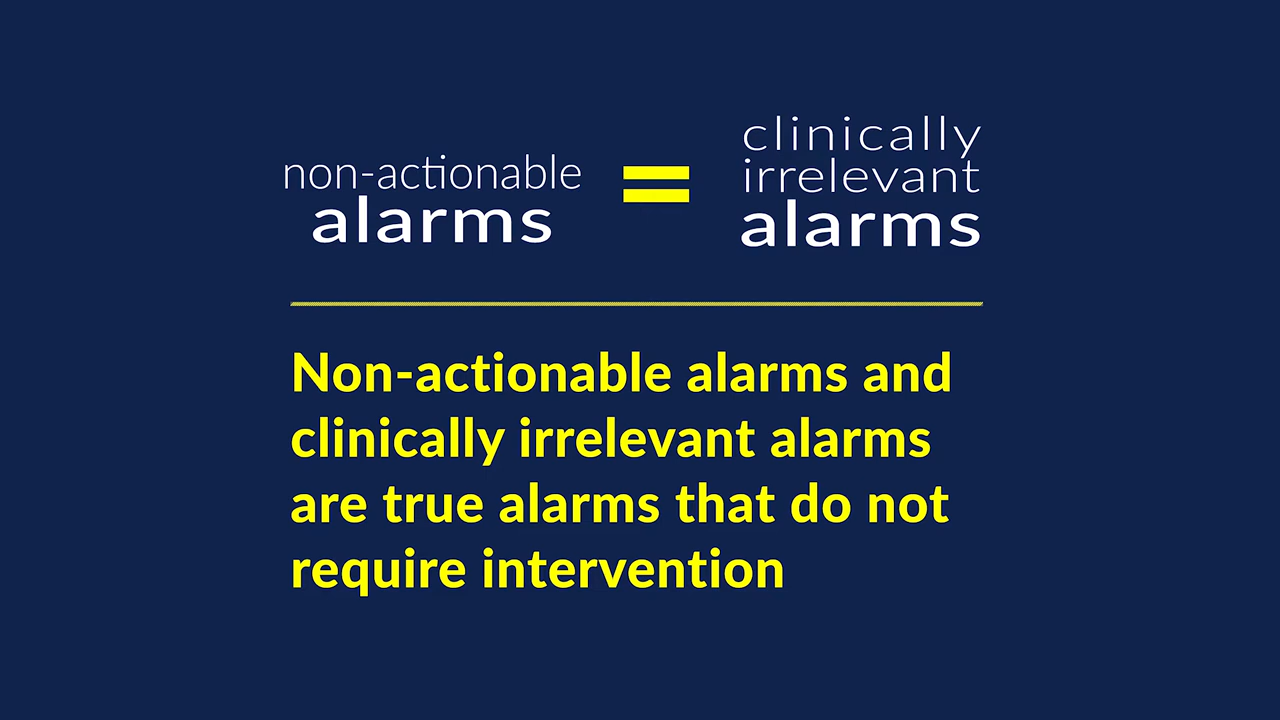 non-actionable
alarms
=
clinically
irrelevant
alarms
Non-actionable alarms and
clinically irrelevant alarms
are true alarms that do not
require intervention